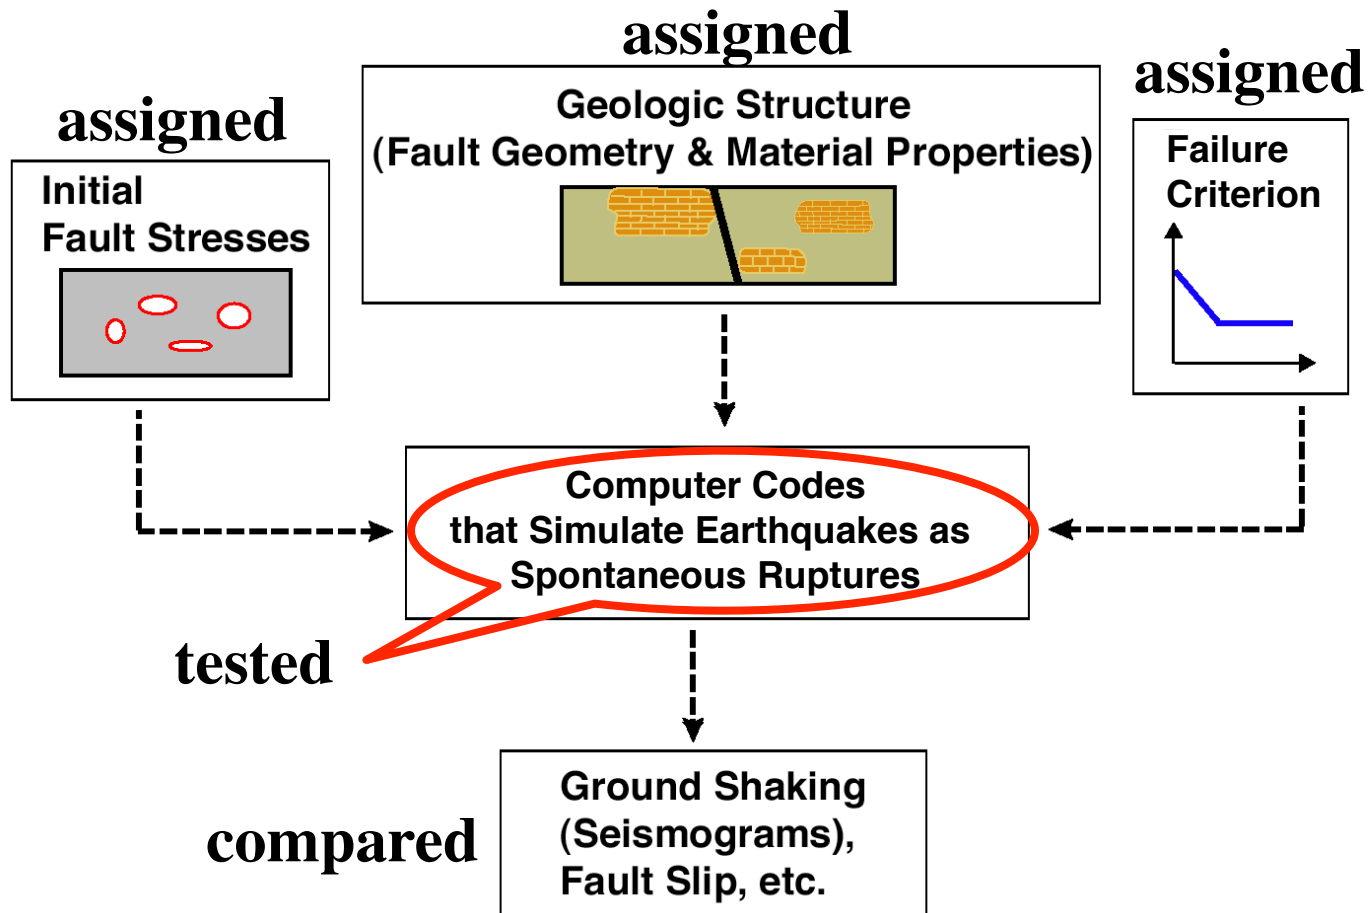 assigned
Geologic Structure
(Fault Geometry & Material Properties)
assigned
Initial
Fault Stresses
assigned
Failure
Criterion
Computer Codes
that Simulate Earthquakes as
Spontaneous Ruptures
tested
compared
Ground Shaking
(Seismograms),
Fault Slip, etc.